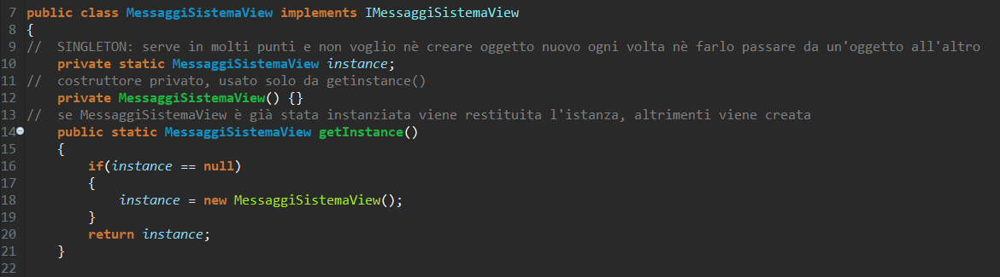 7 public class MessaggiSistemaView implements IMessaggiSistemaView
8 {
9 //  SINGLETON: serve in molti punti e non voglio nè creare oggetto nuovo ogni volta nè farlo passare da un'oggetto all'altro
10     private static MessaggiSistemaView instance;
11 //  costruttore privato, usato solo da getinstance()
12     private MessaggiSistemaView() {}
13 //  se MessaggiSistemaView è già stata instanziata viene restituita l'istanza, altrimenti viene creata
14     public static MessaggiSistemaView getInstance()
15     {
16         if(instance == null)
17         {
18             instance = new MessaggiSistemaView();
19         }
20         return instance;
21     }
22